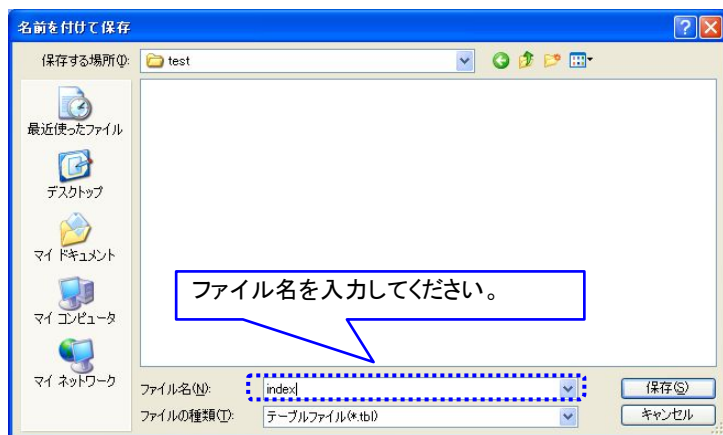 名前を付けて保存
保存する場所(I):
test
最近使ったファイル
デスクトップ
マイ ドキュメント
マイ コンピュータ
マイ ネットワーク
ファイル名を入力してください。
ファイル名(N):
index
保存(S)
ファイルの種類(T):
テーブルファイル(*.tbl)
キャンセル